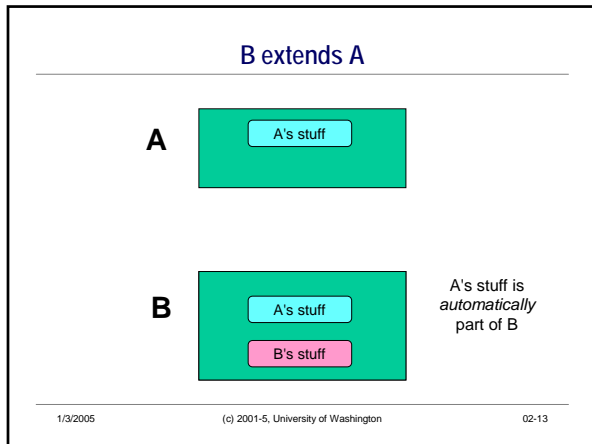 B extends A
A
A's stuff
B
A's stuff
B's stuff
A's stuff is
automatically
part of B
1/3/2005
(c) 2001-5, University of Washington
02-13